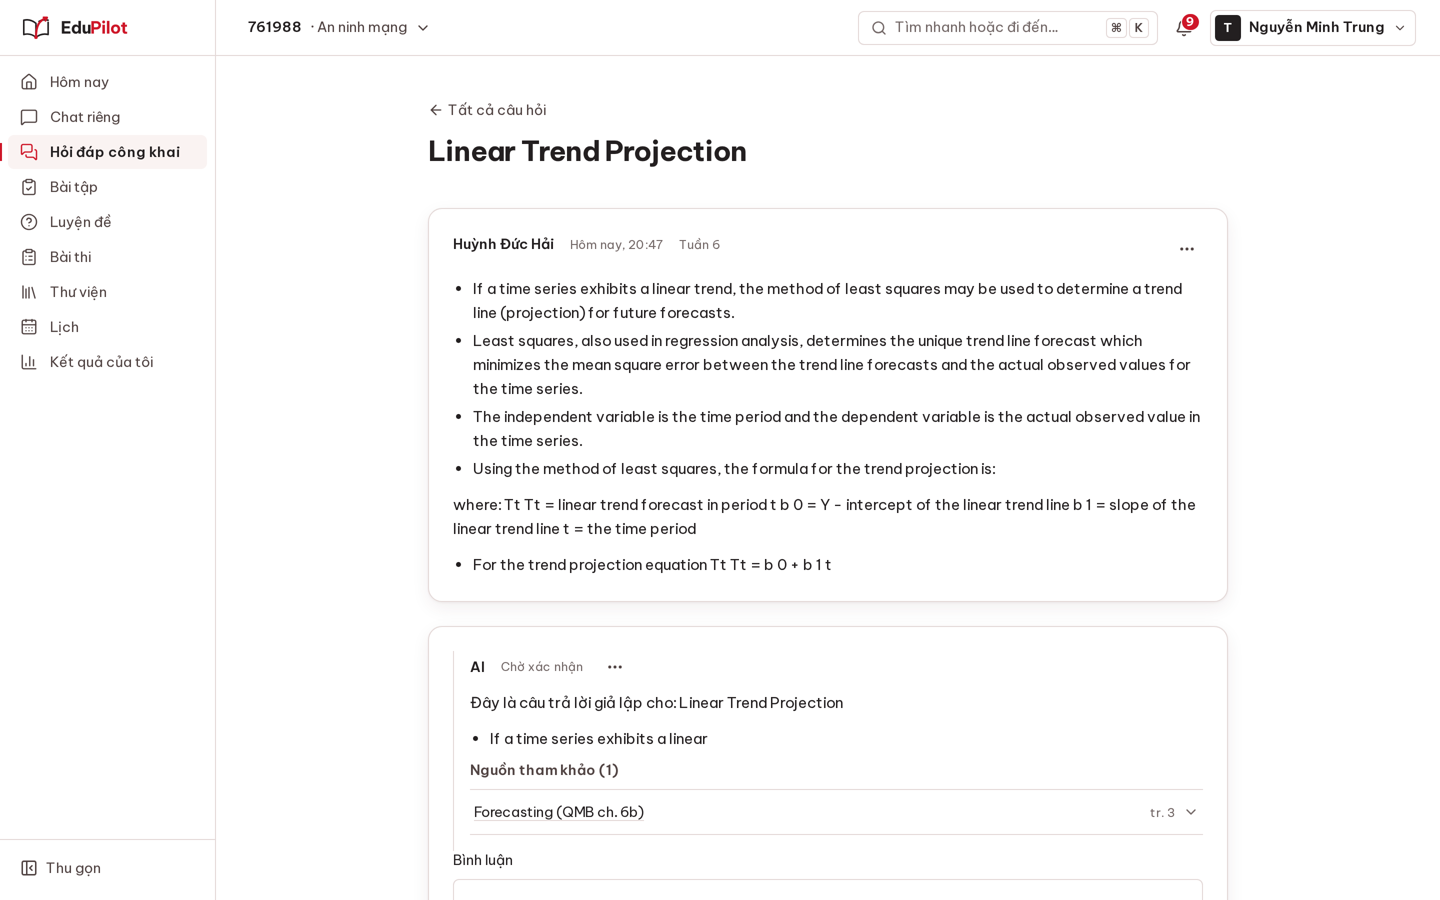 EduPilot
761988 · An ninh mạng
Tìm nhanh hoặc đi đến...
⌘ K
9
T
Nguyễn Minh Trung
Hôm nay
Chat riêng
Hỏi đáp công khai
Bài tập
Luyện đề
Bài thi
Thư viện
Lịch
Kết quả của tôi
Thu gọn
Tất cả câu hỏi
Linear Trend Projection
Huỳnh Đức Hải Hôm nay, 20:47 Tuần 6
• If a time series exhibits a linear trend, the method of least squares may be used to determine a trend
line (projection) for future forecasts.
• Least squares, also used in regression analysis, determines the unique trend line forecast which
minimizes the mean square error between the trend line forecasts and the actual observed values for
the time series.
• The independent variable is the time period and the dependent variable is the actual observed value in
the time series.
• Using the method of least squares, the formula for the trend projection is:
where: Tt Tt = linear trend forecast in period t b 0 = Y - intercept of the linear trend line b 1 = slope of the
linear trend line t = the time period
• For the trend projection equation Tt Tt = b 0 + b 1 t
AI Chờ xác nhận
Đây là câu trả lời giả lập cho: Linear Trend Projection
• If a time series exhibits a linear
Nguồn tham khảo (1)
Forecasting (QMB ch. 6b) tr. 3
Bình luận